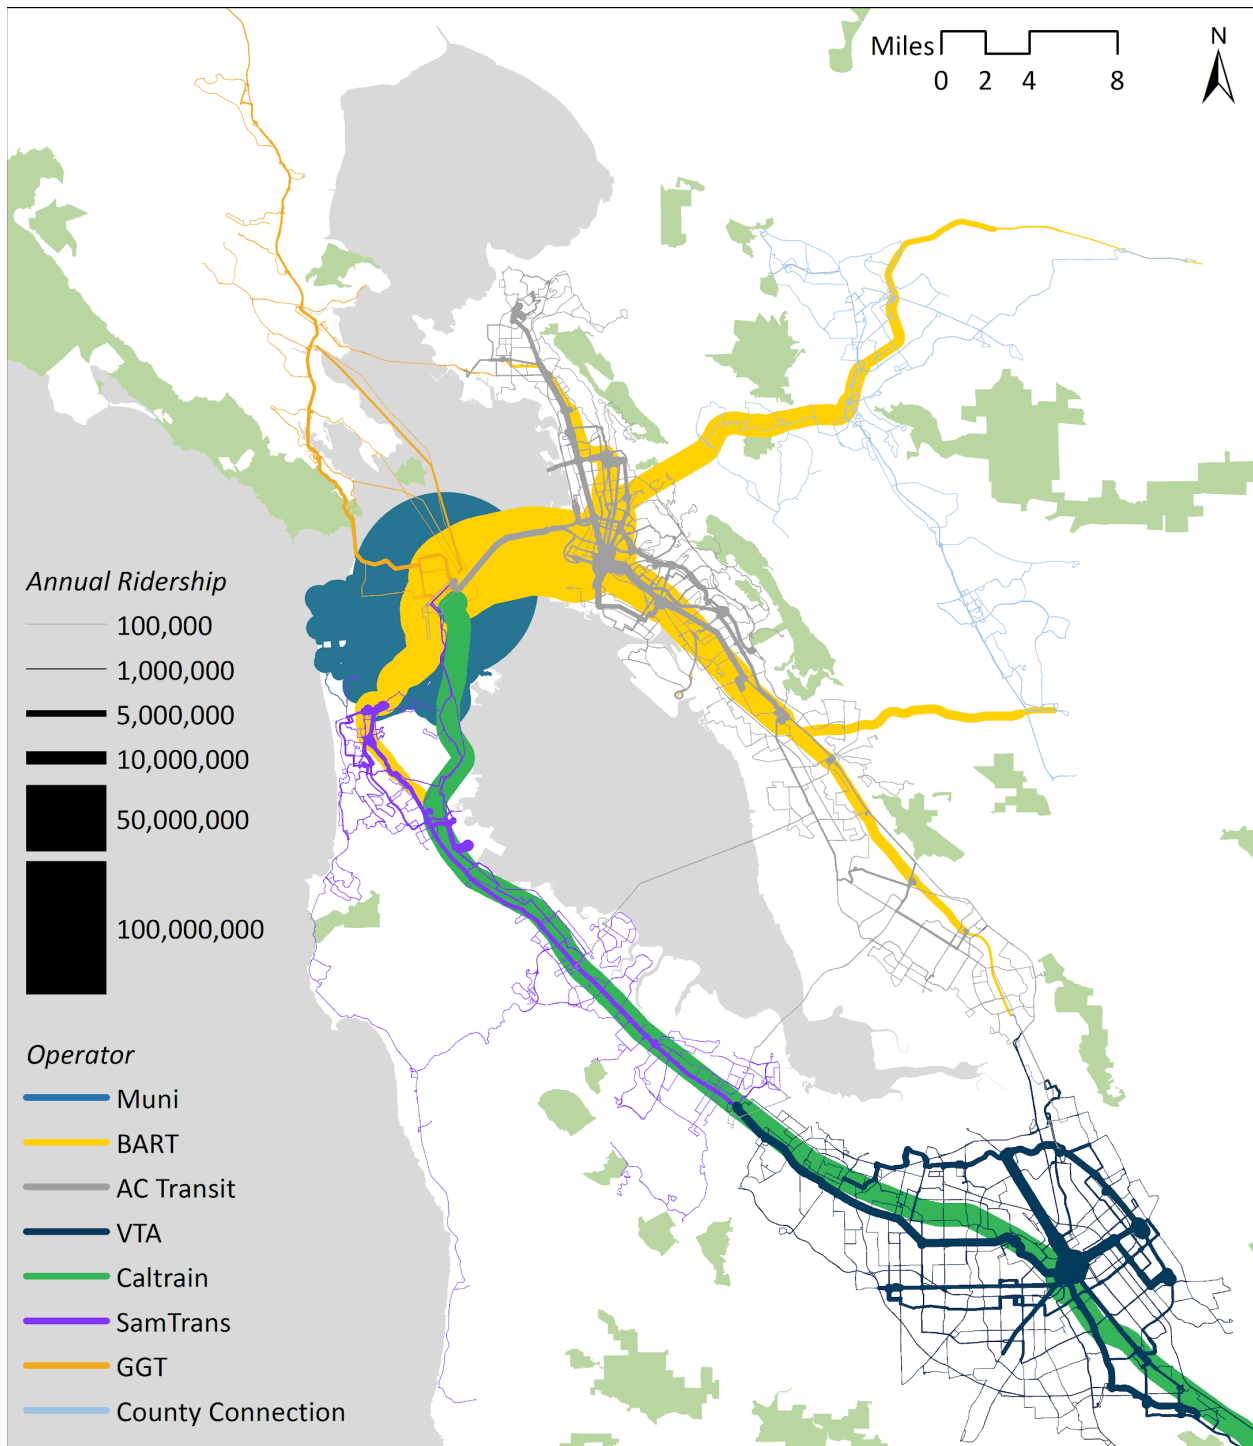 N
Miles
0 2 4 8
Annual Ridership
100,000
1,000,000
5,000,000
10,000,000
50,000,000
100,000,000
Operator
Muni
BART
AC Transit
VTA
Caltrain
SamTrans
GGT
County Connection